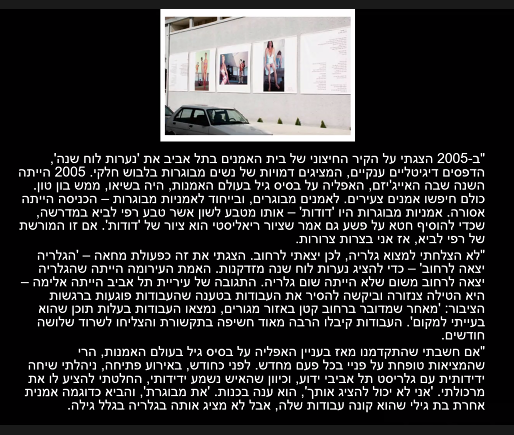 "ב-2005 הצגתי על הקיר החיצוני של בית האמנים בתל אביב את 'נערות לוח שנה',
הדפסים דיגיטליים ענקיים, המציגים דמויות של נשים מבוגרות בלבוש חלקי. 2005 הייתה
השנה שבה האייג'יזם, האפליה על בסיס גיל בעולם האמנות, היה בשיאו, ממש בון טון.
כולם חיפשו אמנים צעירים. לאמנים מבוגרים, ובייחוד לאמניות מבוגרות – הכניסה הייתה
אסורה. אמניות מבוגרות היו 'דודות' – אותו מטבע לשון אשר טבע רפי לביא במדרשה,
שכדי להוסיף חטא על פשע גם אמר שציור ריאליסטי הוא ציור של 'דודות'. אם זו המורשת
של רפי לביא, אז אני בצרות צרורות.
"לא הצלחתי למצוא גלריה, לכן יצאתי לרחוב. הצגתי את זה כפעולת מחאה – 'הגלריה
יצאה לרחוב' – כדי להציג נערות לוח שנה מזדקנות. האמת העירומה הייתה שהגלריה
יצאה לרחוב משום שלא הייתה שום גלריה. התגובה של עיריית תל אביב הייתה אלימה –
היא הטילה צנזורה וביקשה להסיר את העבודות בטענה שהעבודות פוגעות ברגשות
הציבור: 'מאחר שמדובר ברחוב קטן באזור מגורים, נמצאו העבודות בעלות תוכן שהוא
בעייתי למקום'. העבודות קיבלו הרבה מאוד חשיפה בתקשורת והצליחו לשרוד שלושה
חודשים.
"אם חשבתי שהתקדמנו מאז בעניין האפליה על בסיס גיל בעולם האמנות, הרי
שהמציאות טופחת על פניי בכל פעם מחדש. לפני כחודש, באירוע פתיחה, ניהלתי שיחה
ידידותית עם גלריסט תל אביבי ידוע, וכיוון שהאיש נשמע ידידותי, החלטתי להציע לו את
מרכולתי. 'אני לא יכול להציג אותך', הוא ענה בכנות. 'את מבוגרת', והביא כדוגמה אמנית
אחרת בת גילי שהוא קונה עבודות שלה, אבל לא מציג אותה בגלריה בגלל גילה.